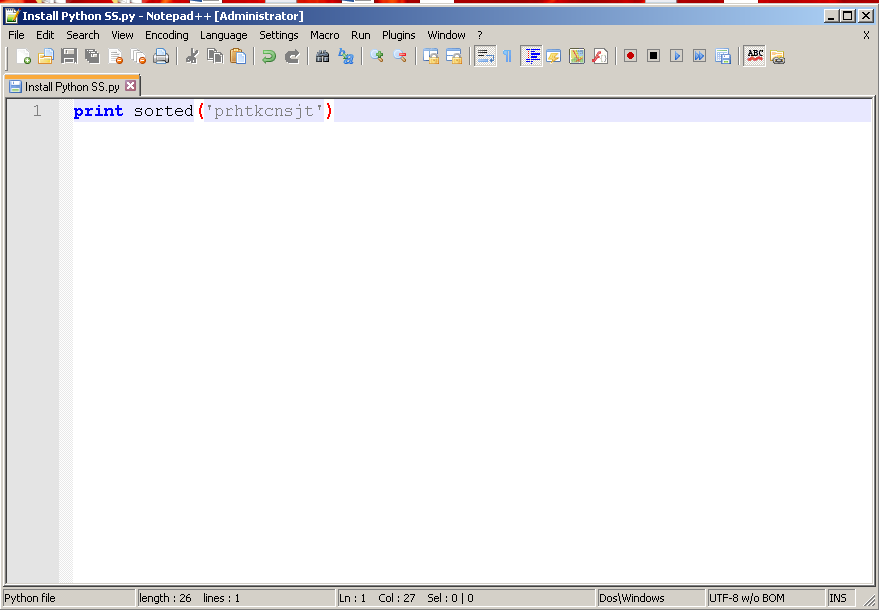 Install Python SS.py - Notepad++ [Administrator]
File Edit Search View Encoding Language Settings Macro Run Plugins Window ? X
ABC
Install Python SS.py
1 print sorted('prhtkcnsjt')
Python file length : 26 lines : 1 Ln : 1 Col : 27 Sel : 0 | 0 Dos\Windows UTF-8 w/o BOM INS